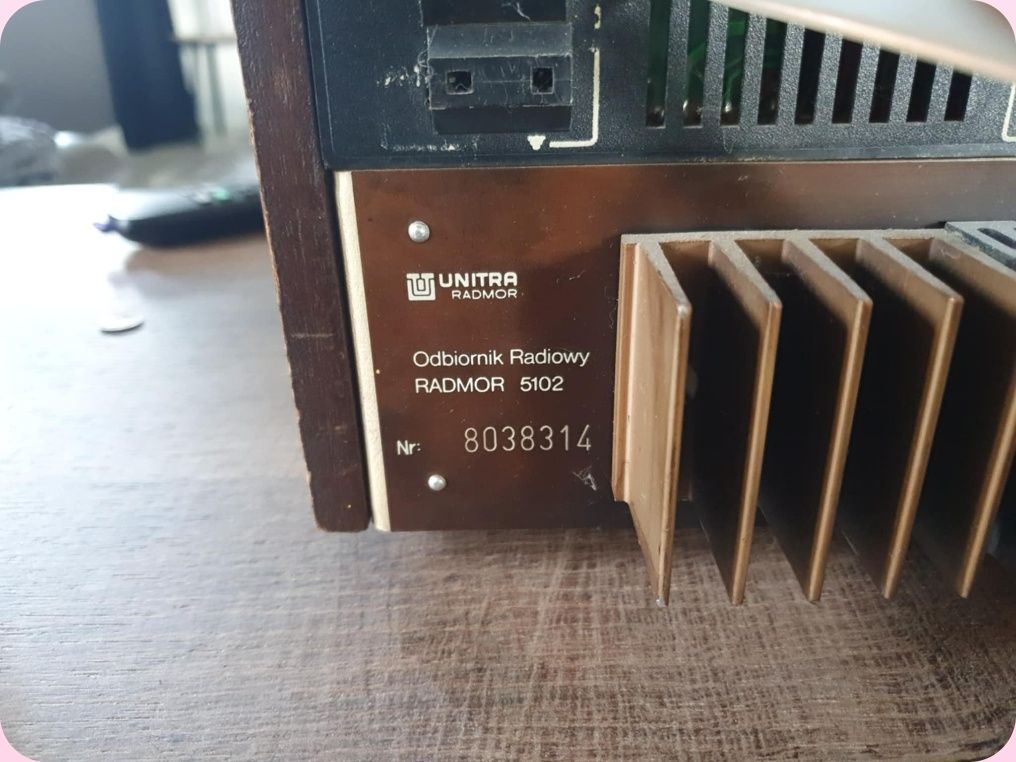 UNITRA
RADMOR
Odbiornik Radiowy
RADMOR 5102
Nr: 8038314